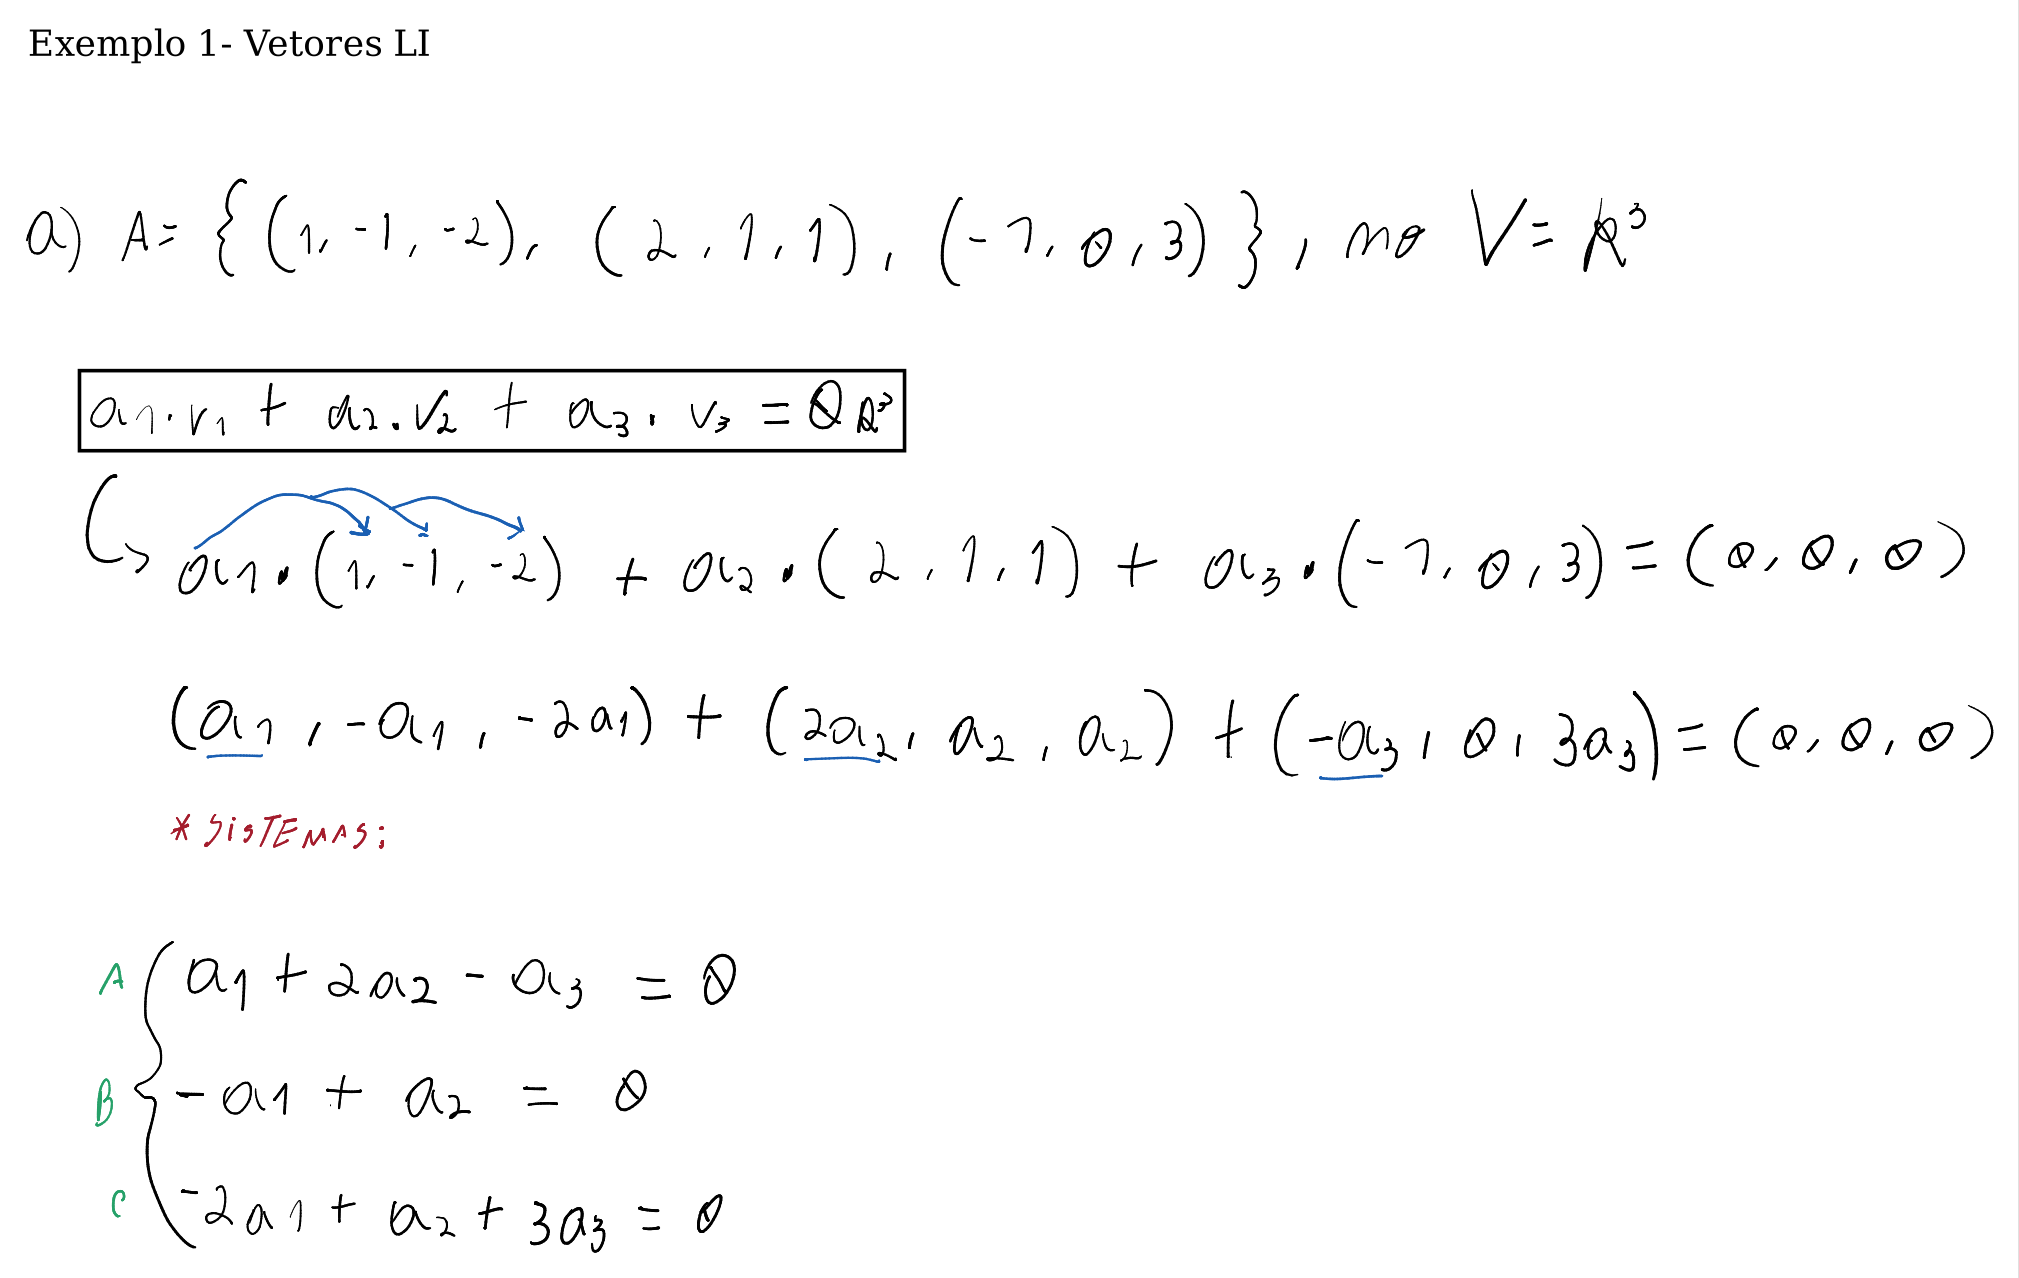 Exemplo 1- Vetores LI
a) A= { (1, -1, -2), (2, 1, 1), (-1, 0, 3) }, no V= R³
a1·v1 + a2·v2 + a3·v3 = 0 R³
a1·(1, -1, -2) + a2·(2, 1, 1) + a3·(-1, 0, 3) = (0, 0, 0)
(a1, -a1, -2a1) + (2a2, a2, a2) + (-a3, 0, 3a3) = (0, 0, 0)
* SiSTEMAS:
A a1 + 2a2 - a3 = 0
B -a1 + a2 = 0
C -2a1 + a2 + 3a3 = 0